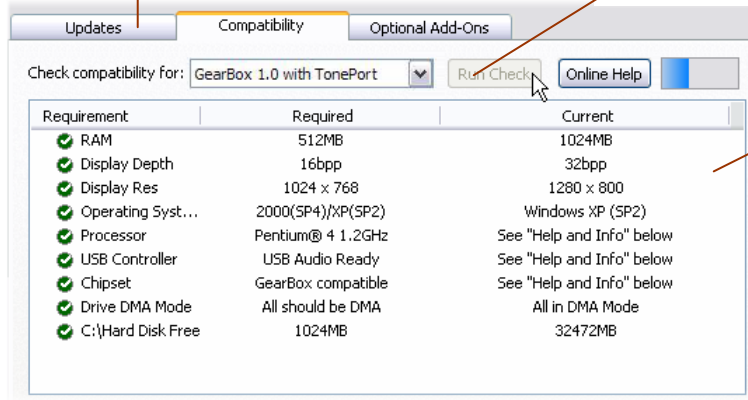 Updates Compatibility Optional Add-Ons
Check compatibility for: GearBox 1.0 with TonePort Run Check Online Help
Requirement Required Current
RAM 512MB 1024MB
Display Depth 16bpp 32bpp
Display Res 1024 x 768 1280 x 800
Operating Syst... 2000(SP4)/XP(SP2) Windows XP (SP2)
Processor Pentium® 4 1.2GHz See "Help and Info" below
USB Controller USB Audio Ready See "Help and Info" below
Chipset GearBox compatible See "Help and Info" below
Drive DMA Mode All should be DMA All in DMA Mode
C:\Hard Disk Free 1024MB 32472MB